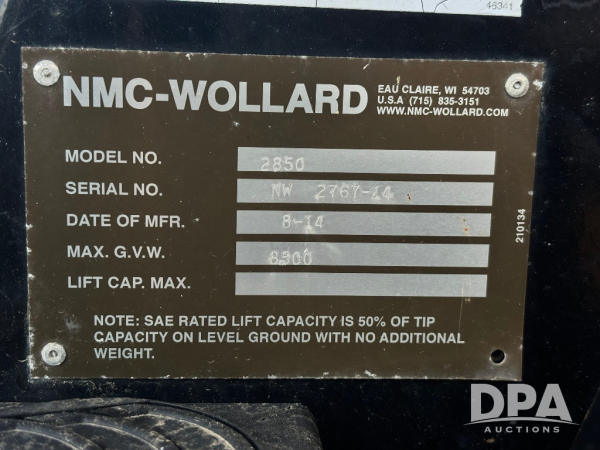 46341
NMC-WOLLARD
EAU CLAIRE, WI 54703
U.S.A (715) 835-3151
WWW.NMC-WOLLARD.COM
MODEL NO. 2850
SERIAL NO. NW 2767-14
DATE OF MFR. 8-14
MAX. G.V.W. 8500
LIFT CAP. MAX.
210134
NOTE: SAE RATED LIFT CAPACITY IS 50% OF TIP
CAPACITY ON LEVEL GROUND WITH NO ADDITIONAL
WEIGHT.
DPA
AUCTIONS